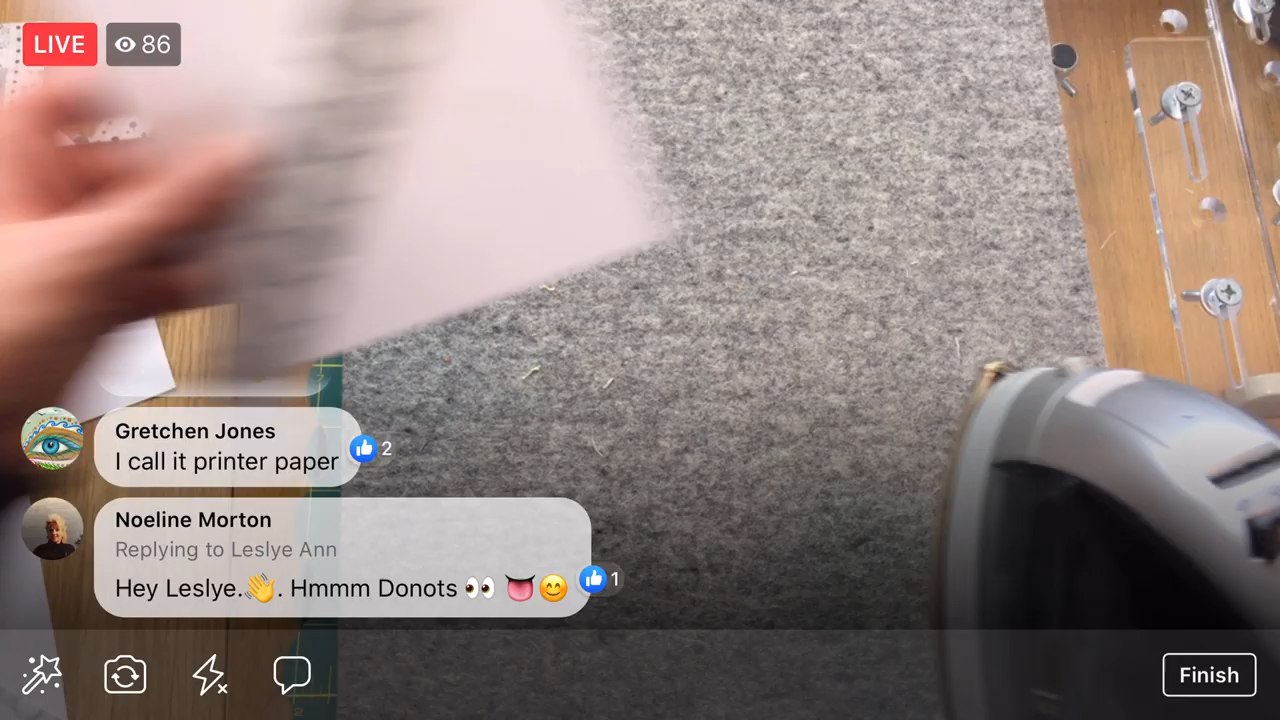 LIVE
86
Gretchen Jones
I call it printer paper
2
Noeline Morton
Replying to Leslye Ann
Hey Leslye.👋. Hmmm Donots 👀 👅😊
1
Finish